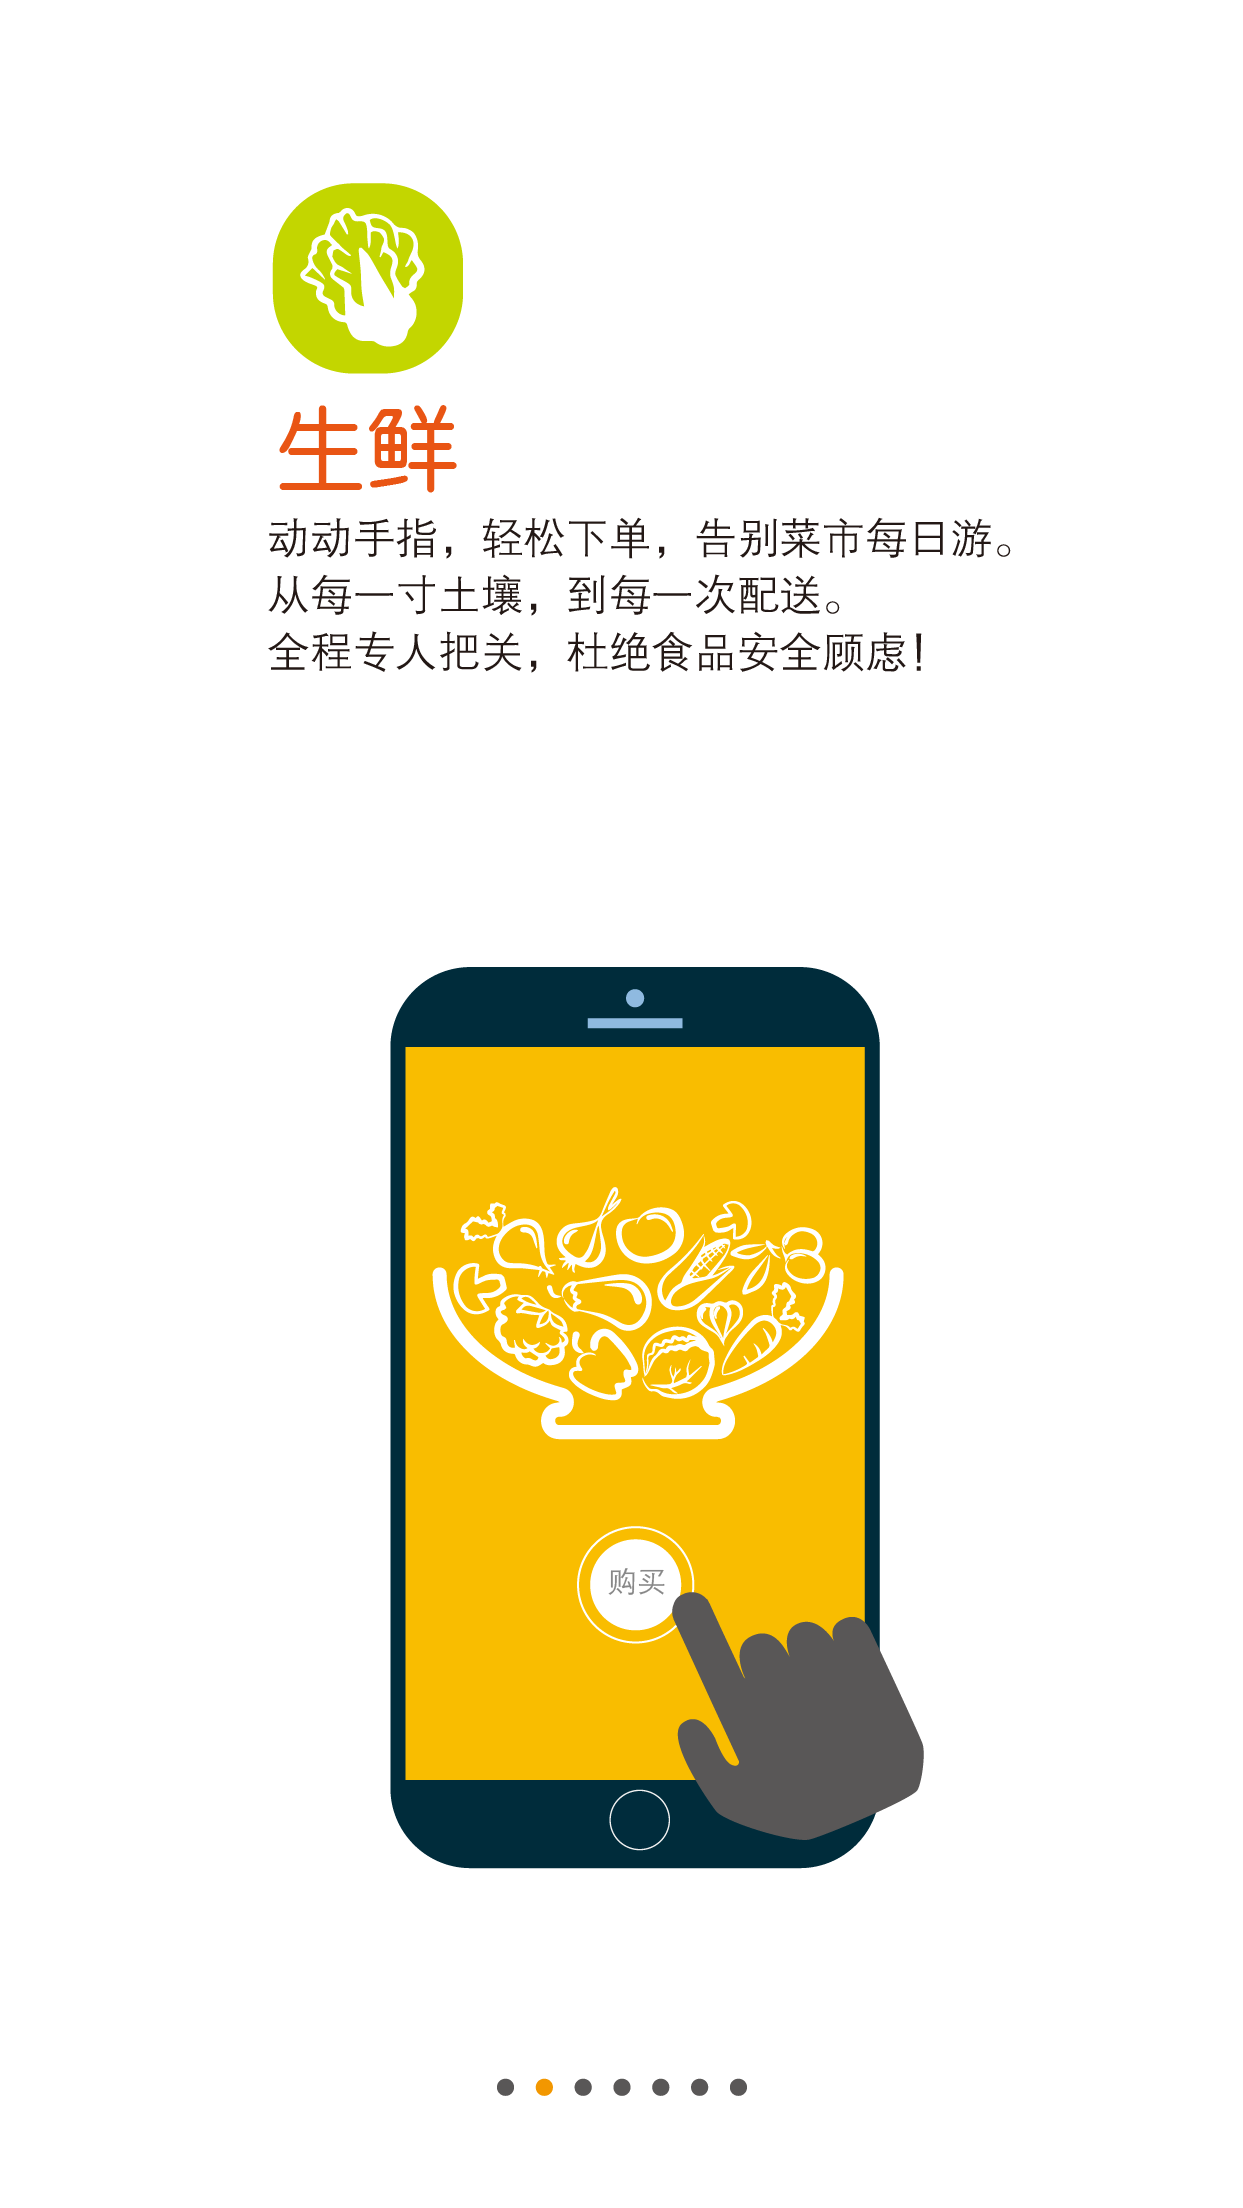 生鲜
动动手指，轻松下单，告别菜市每日游。
从每一寸土壤，到每一次配送。
全程专人把关，杜绝食品安全顾虑！
购买